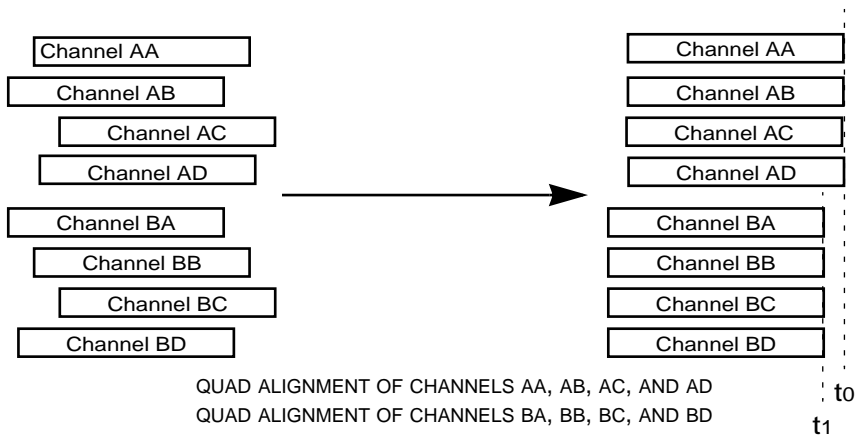 Channel AA
Channel AB
Channel AC
Channel AD
Channel BA
Channel BB
Channel BC
Channel BD
Channel AA
Channel AB
Channel AC
Channel AD
Channel BA
Channel BB
Channel BC
Channel BD
QUAD ALIGNMENT OF CHANNELS AA, AB, AC, AND AD
QUAD ALIGNMENT OF CHANNELS BA, BB, BC, AND BD
t0
t1